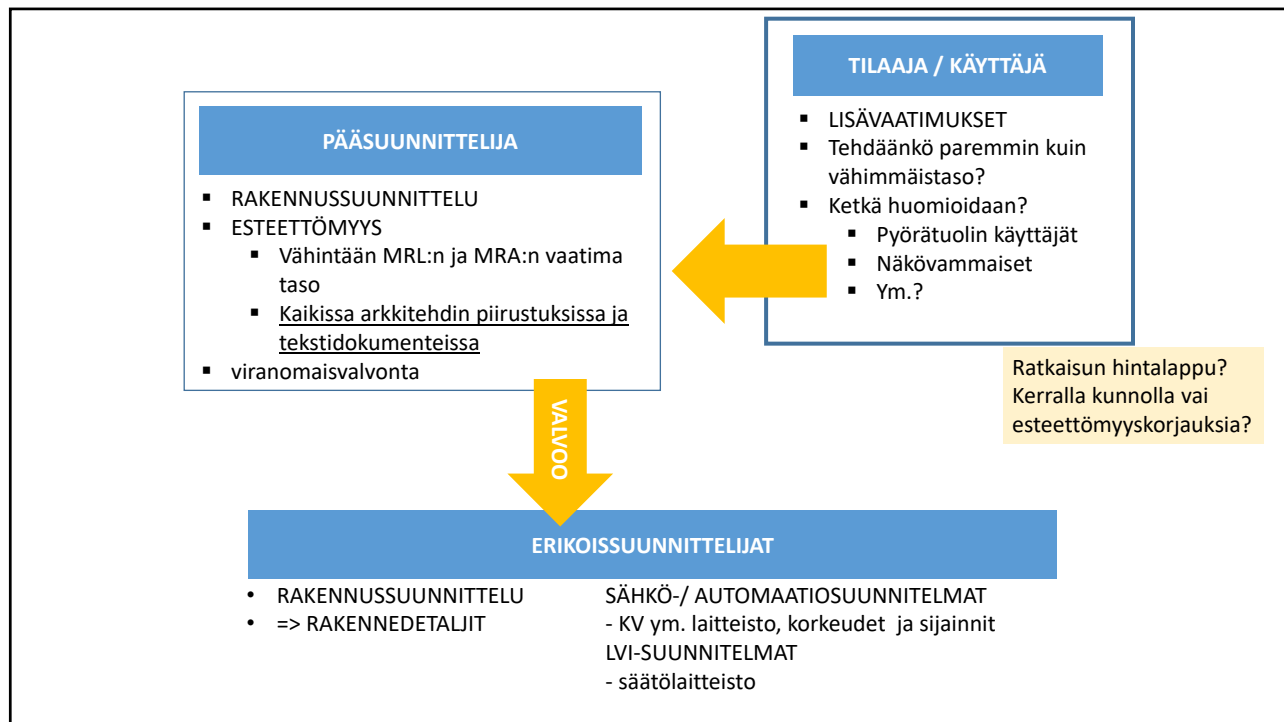 TILAAJA / KÄYTTÄJÄ
▪ LISÄVAATIMUKSET
▪ Tehdäänkö paremmin kuin
vähimmäistaso?
▪ Ketkä huomioidaan?
▪ Pyörätuolin käyttäjät
▪ Näkövammaiset
▪ Ym.?
PÄÄSUUNNITTELIJA
▪ RAKENNUSSUUNNITTELU
▪ ESTEETTÖMYYS
▪ Vähintään MRL:n ja MRA:n vaatima
taso
▪ Kaikissa arkkitehdin piirustuksissa ja
tekstidokumenteissa
▪ viranomaisvalvonta
Ratkaisun hintalappu?
Kerralla kunnolla vai
esteettömyyskorjauksia?
VALVOO
ERIKOISSUUNNITTELIJAT
• RAKENNUSSUUNNITTELU
• => RAKENNEDETALJIT
SÄHKÖ-/ AUTOMAATIOSUUNNITELMAT
- KV ym. laitteisto, korkeudet ja sijainnit
LVI-SUUNNITELMAT
- säätölaitteisto